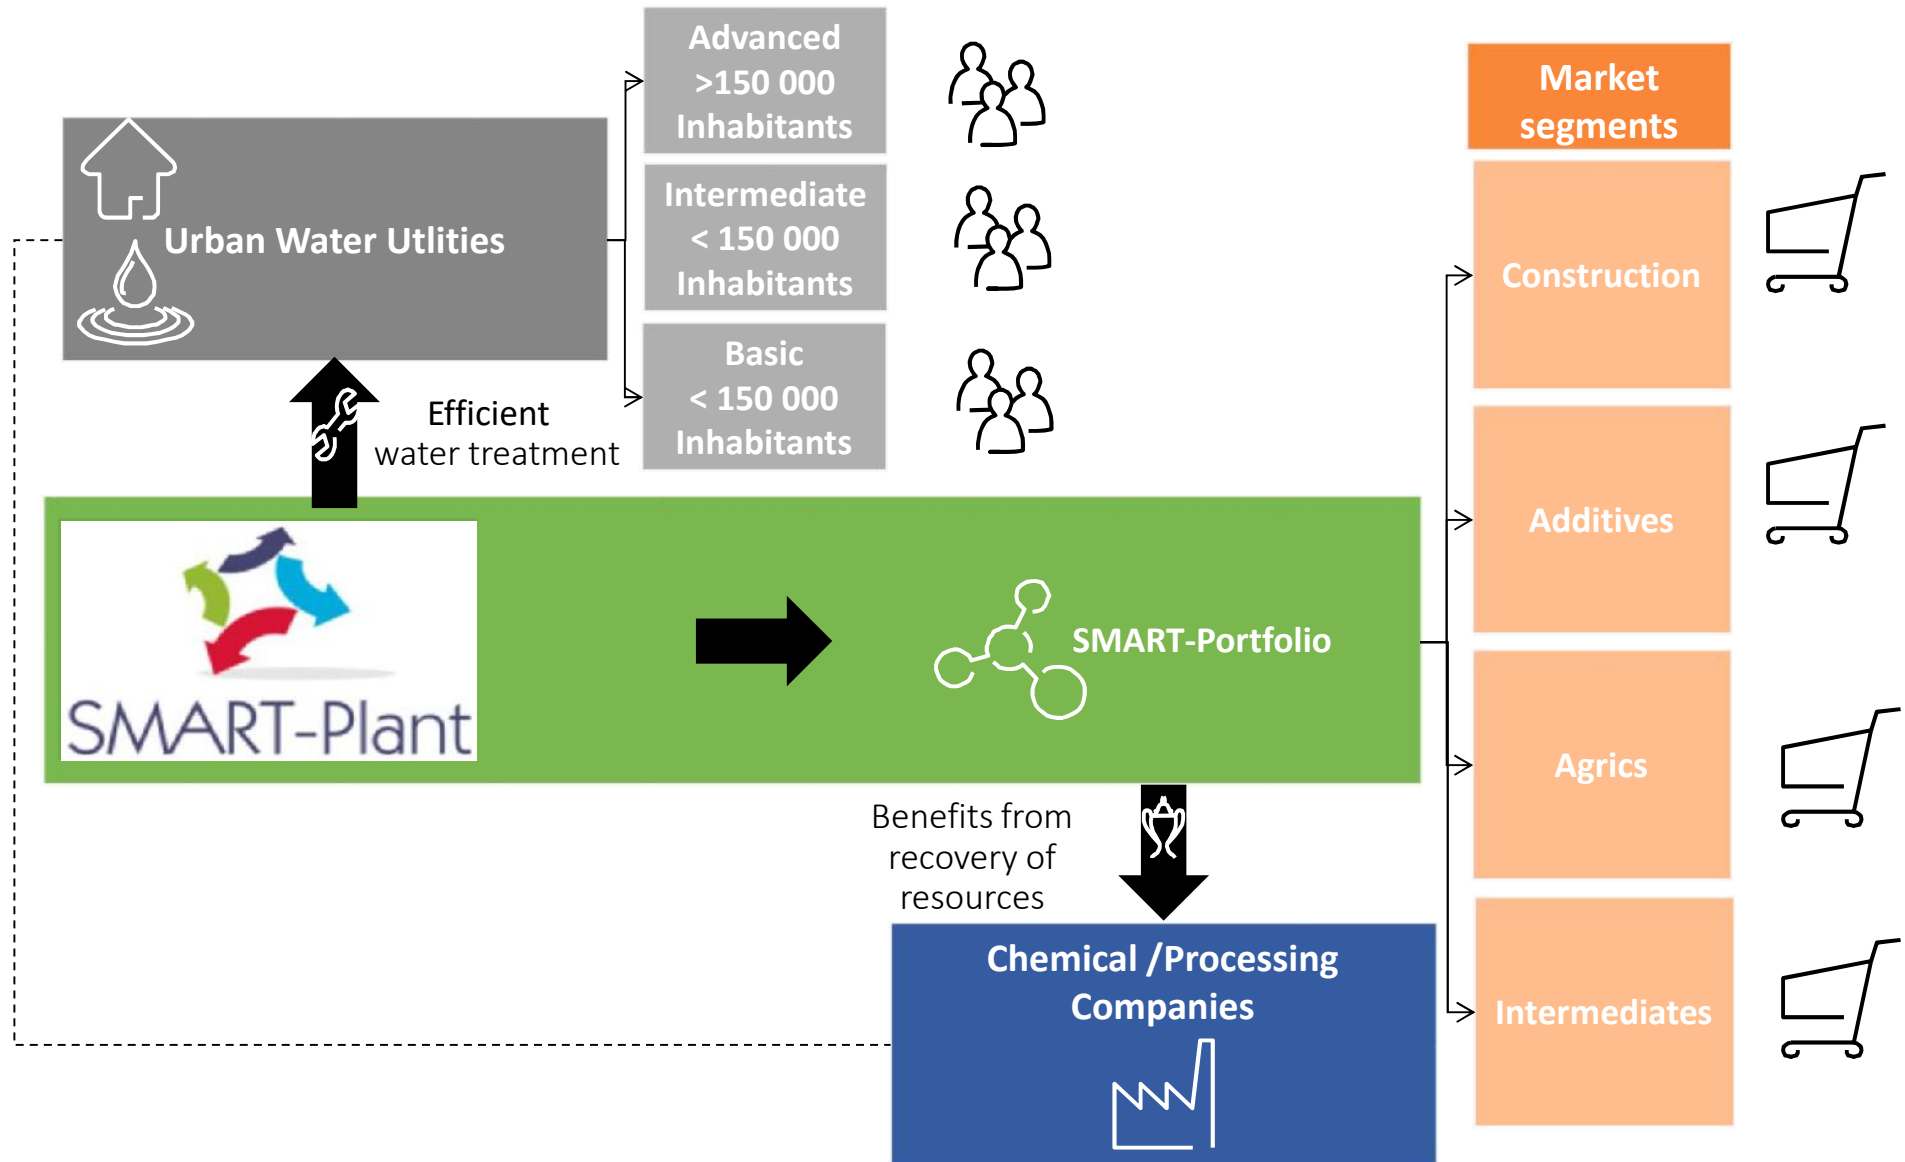 Advanced
>150 000
Inhabitants
Market
segments
Intermediate
< 150 000
Inhabitants
Urban Water Utlities
Construction
Basic
< 150 000
Inhabitants
Efficient
water treatment
SMART-Plant
SMART-Portfolio
Additives
Agrics
Benefits from
recovery of
resources
Chemical /Processing
Companies
Intermediates